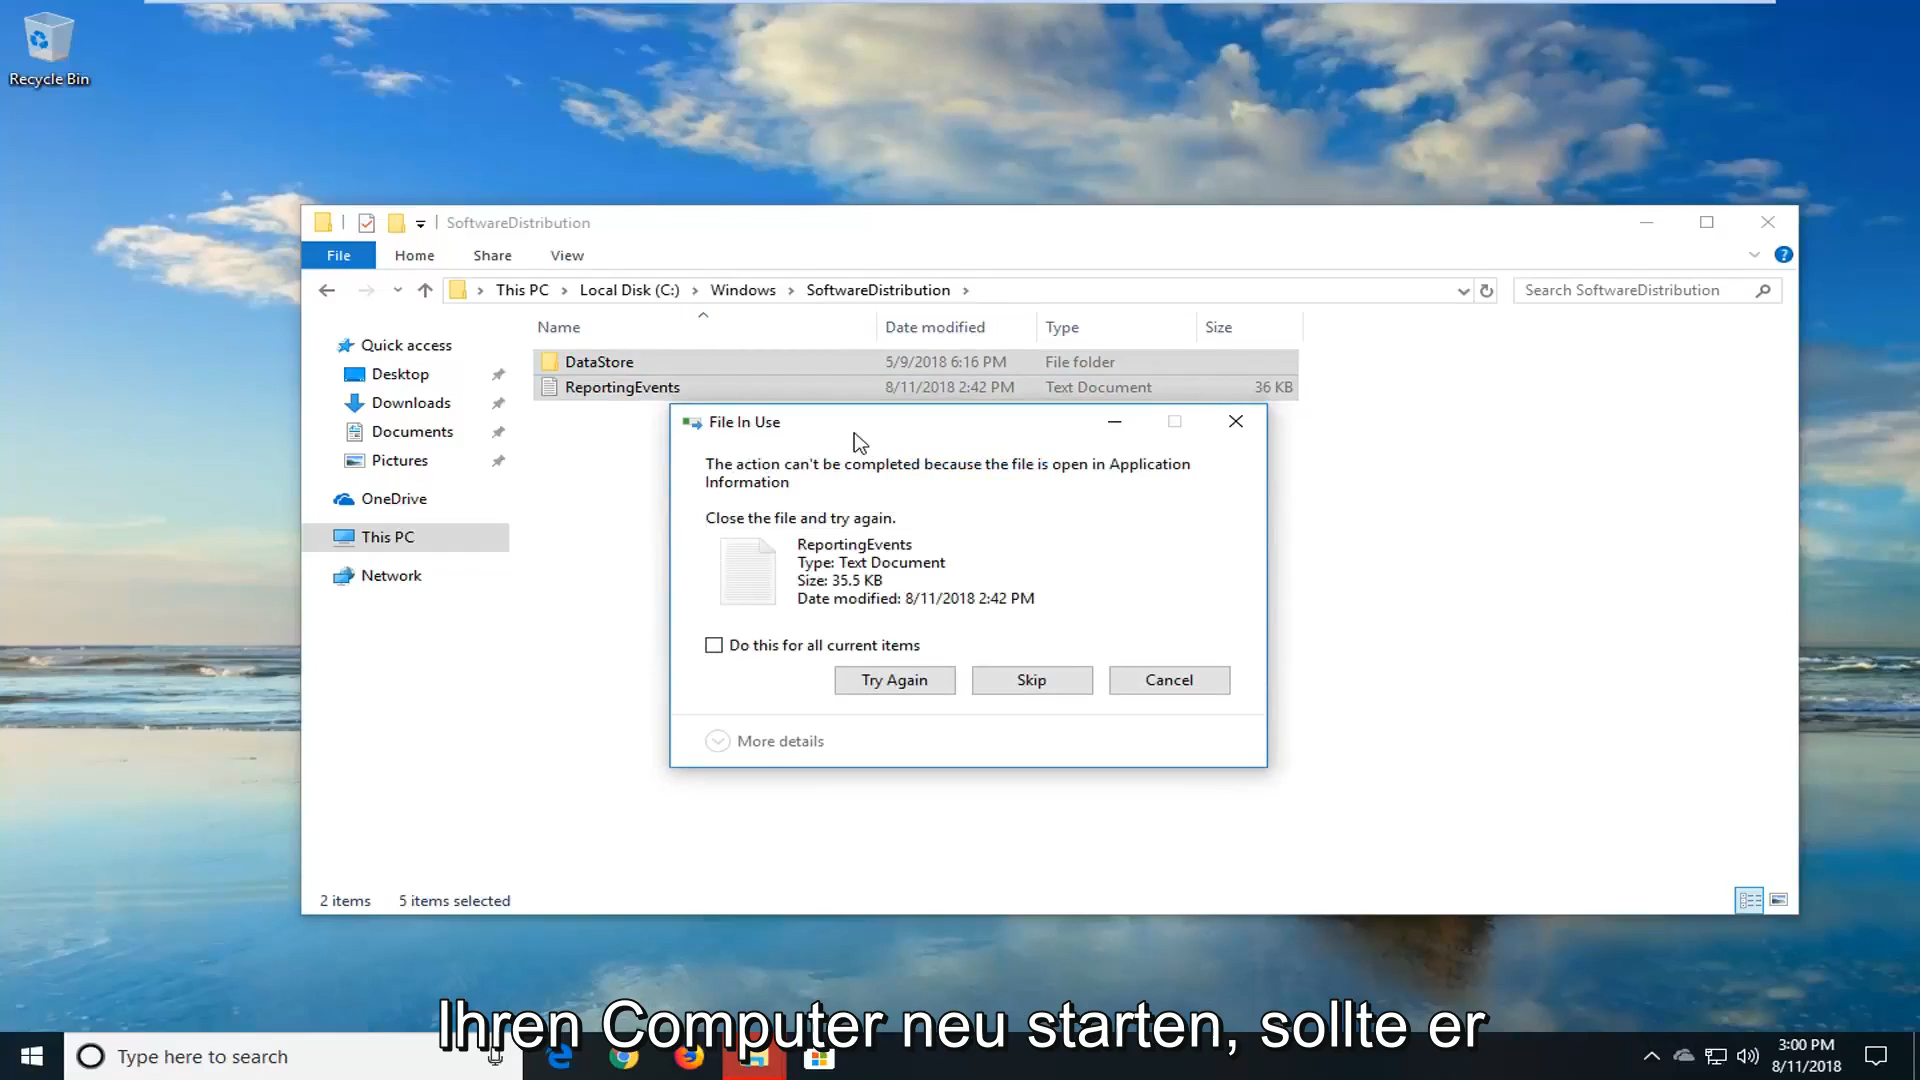 Recycle Bin
SoftwareDistribution
File
Home
Share
View
This PC
Local Disk (C:)
Windows
SoftwareDistribution
Search SoftwareDistribution
Name
Date modified
Type
Size
Quick access
Desktop
Downloads
Documents
Pictures
OneDrive
This PC
Network
DataStore
5/9/2018 6:16 PM
File folder
ReportingEvents
8/11/2018 2:42 PM
Text Document
36 KB
File In Use
The action can't be completed because the file is open in Application
Information
Close the file and try again.
ReportingEvents
Type: Text Document
Size: 35.5 KB
Date modified: 8/11/2018 2:42 PM
Do this for all current items
Try Again
Skip
Cancel
More details
2 items
5 items selected
Ihren Computer neu starten, sollte er
Type here to search
3:00 PM
8/11/2018